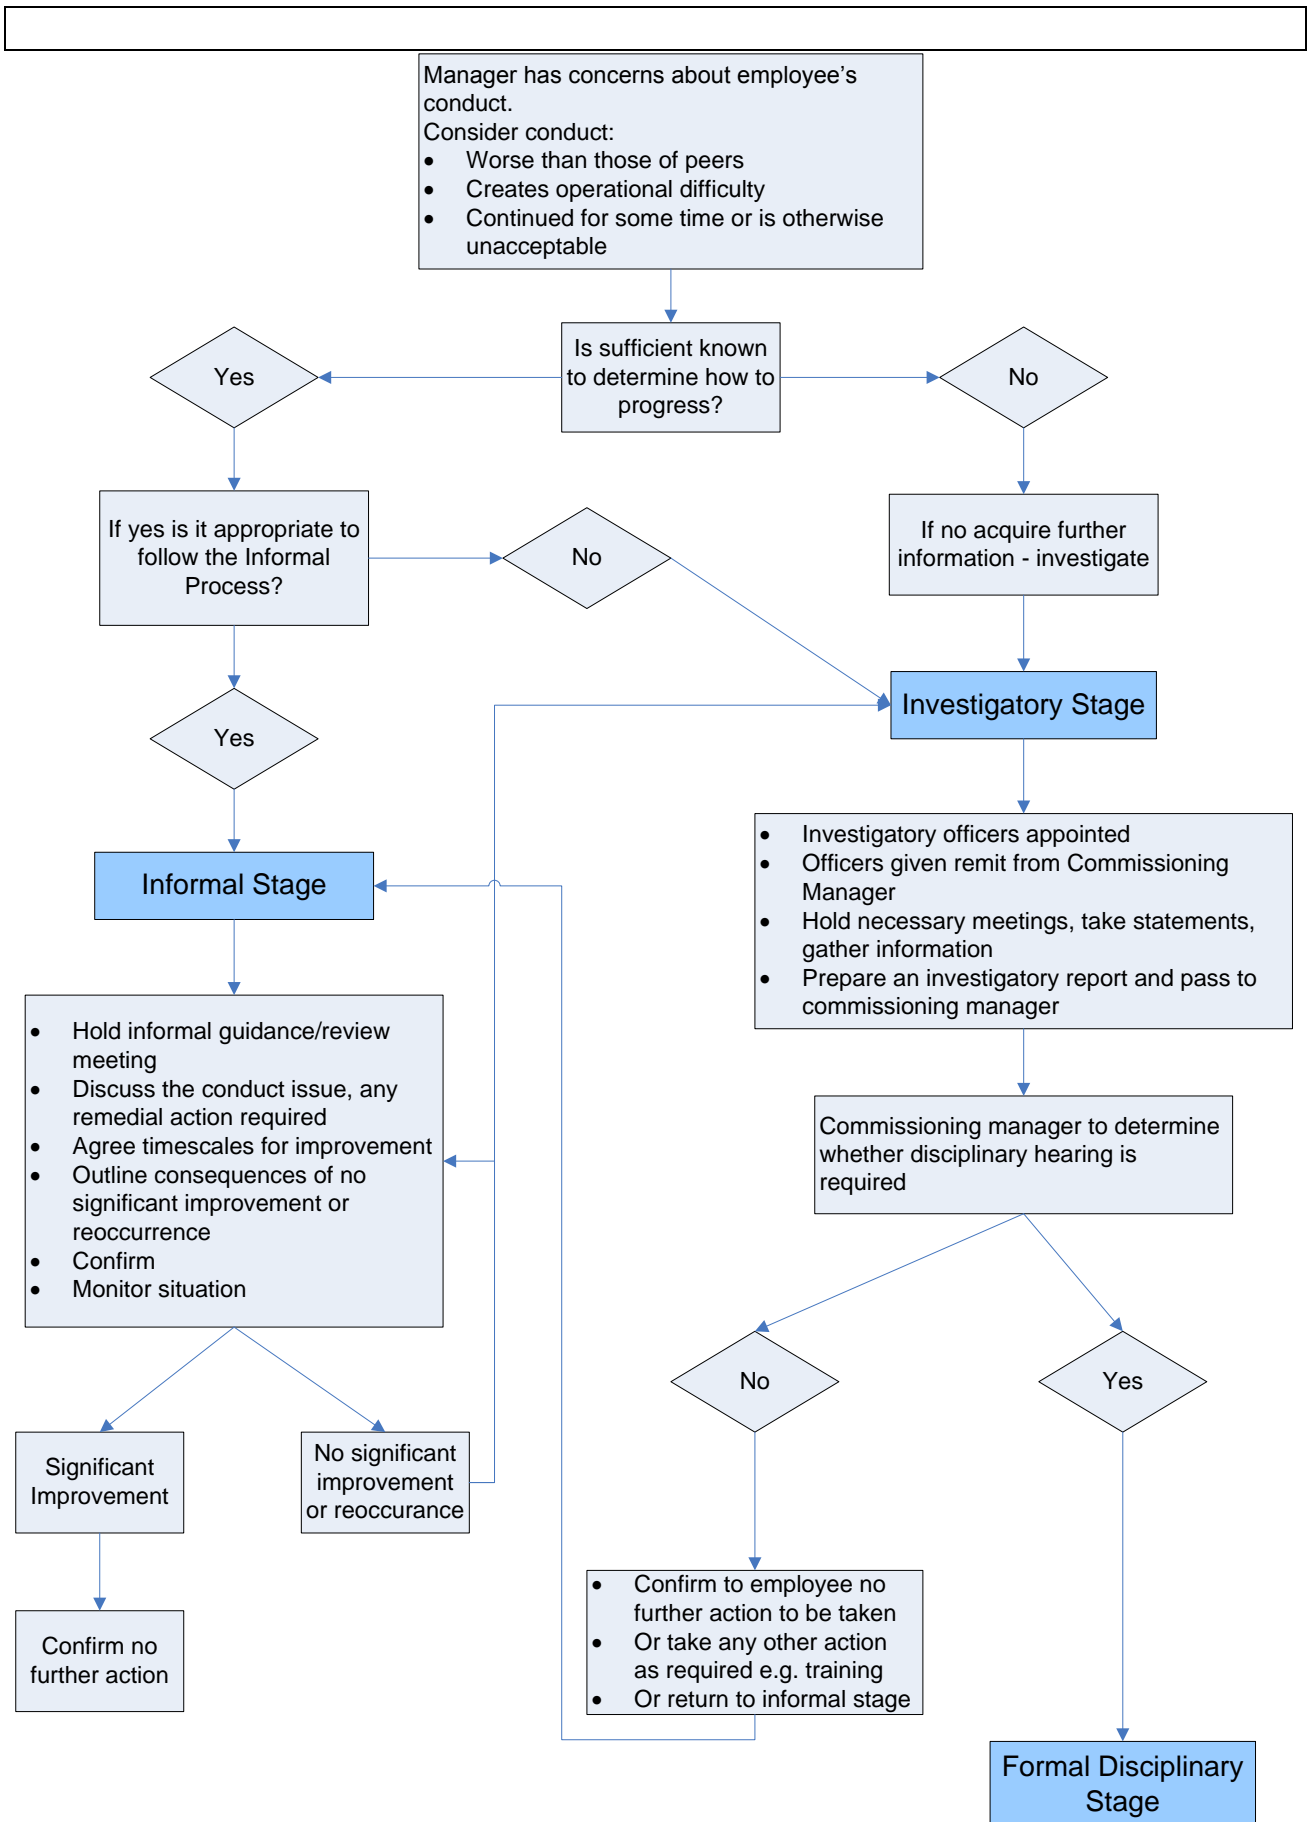 Manager has concerns about employee’s
conduct.
Consider conduct:
• Worse than those of peers
• Creates operational difficulty
• Continued for some time or is otherwise
unacceptable
Is sufficient known
to determine how to
progress?
Yes
No
If yes is it appropriate to
follow the Informal
Process?
No
If no acquire further
information - investigate
Yes
Investigatory Stage
Informal Stage
• Investigatory officers appointed
• Officers given remit from Commissioning
Manager
• Hold necessary meetings, take statements,
gather information
• Prepare an investigatory report and pass to
commissioning manager
• Hold informal guidance/review
meeting
• Discuss the conduct issue, any
remedial action required
• Agree timescales for improvement
• Outline consequences of no
significant improvement or
reoccurrence
• Confirm
• Monitor situation
Commissioning manager to determine
whether disciplinary hearing is
required
No
Yes
Significant
Improvement
No significant
improvement
or reoccurance
Confirm no
further action
• Confirm to employee no
further action to be taken
• Or take any other action
as required e.g. training
• Or return to informal stage
Formal Disciplinary
Stage